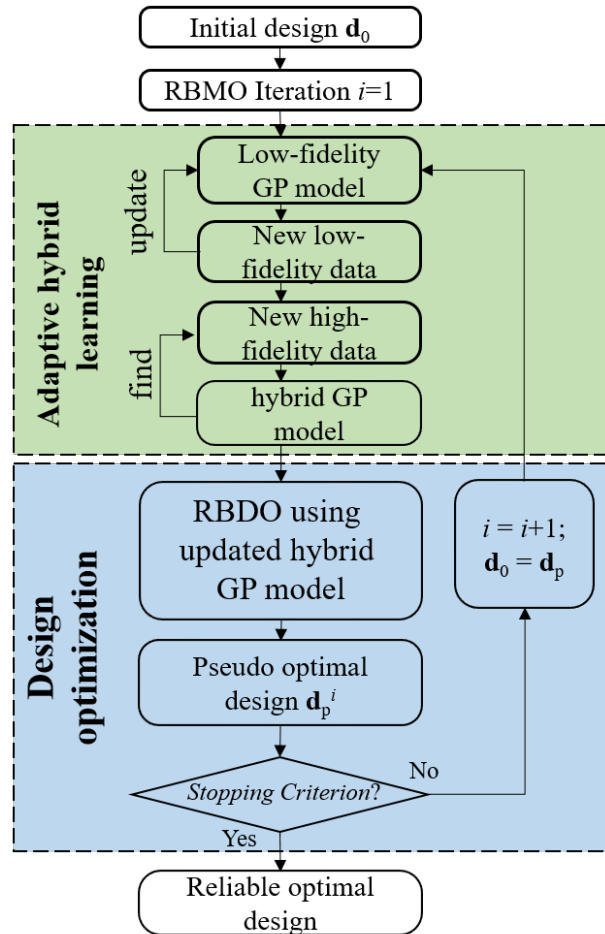 Initial design d₀
RBMO Iteration i=1
Adaptive hybrid
learning
Low-fidelity
GP model
update
New low-
fidelity data
New high-
fidelity data
find
hybrid GP
model
Design
optimization
RBDO using
updated hybrid
GP model
i = i+1;
d₀ = dₚ
Pseudo optimal
design dₚⁱ
Stopping Criterion?
No
Yes
Reliable optimal
design